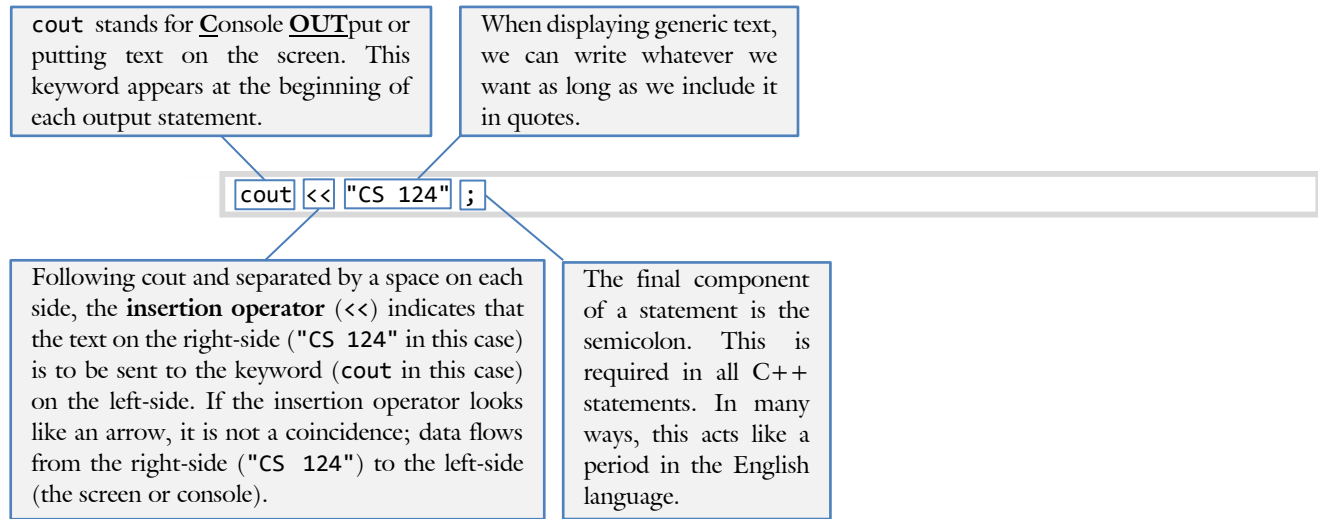 cout stands for Console OUTput or
putting text on the screen. This
keyword appears at the beginning of
each output statement.
When displaying generic text,
we can write whatever we
want as long as we include it
in quotes.
cout << "CS 124" ;
Following cout and separated by a space on each
side, the insertion operator (<<) indicates that
the text on the right-side ("CS 124" in this case)
is to be sent to the keyword (cout in this case)
on the left-side. If the insertion operator looks
like an arrow, it is not a coincidence; data flows
from the right-side ("CS 124") to the left-side
(the screen or console).
The final component
of a statement is the
semicolon. This is
required in all C++
statements. In many
ways, this acts like a
period in the English
language.